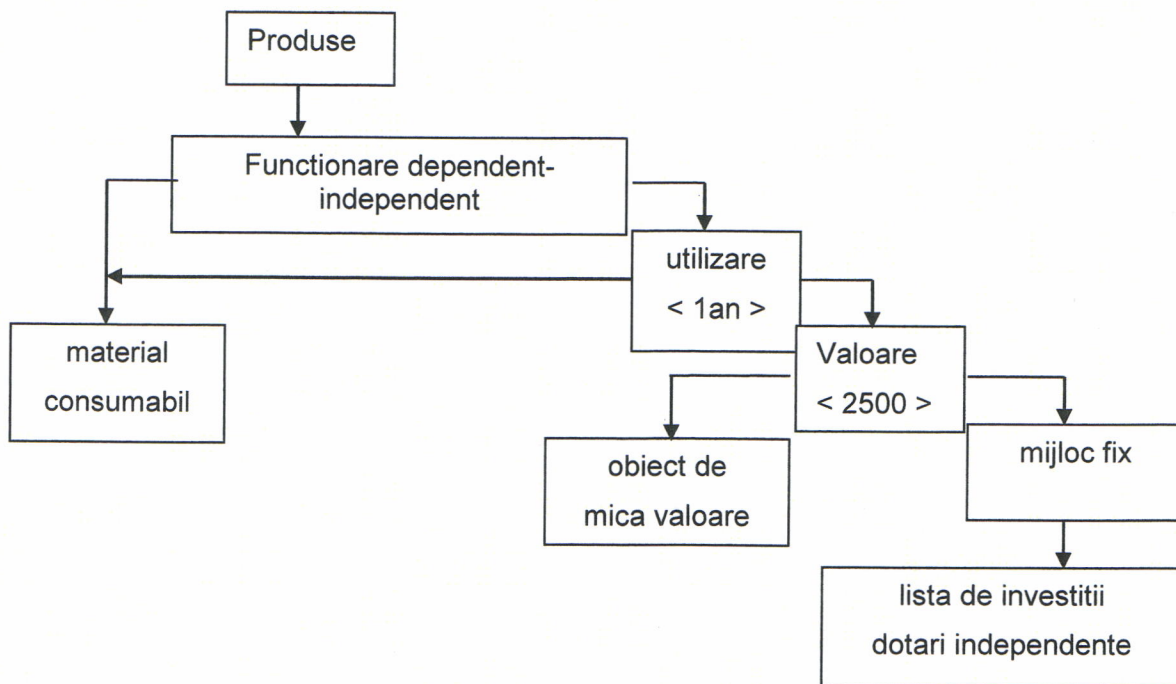 Produse
Functionare dependent-
independent
utilizare
< 1an >
material
consumabil
Valoare
< 2500 >
obiect de
mica valoare
mijloc fix
lista de investitii
dotari independente